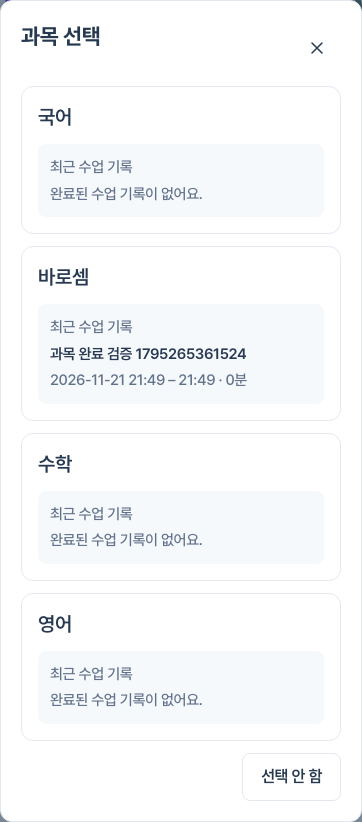 과목 선택
국어
최근 수업 기록
완료된 수업 기록이 없어요.
바로셈
최근 수업 기록
과목 완료 검증 1795265361524
2026-11-21 21:49 – 21:49 · 0분
수학
최근 수업 기록
완료된 수업 기록이 없어요.
영어
최근 수업 기록
완료된 수업 기록이 없어요.
선택 안 함